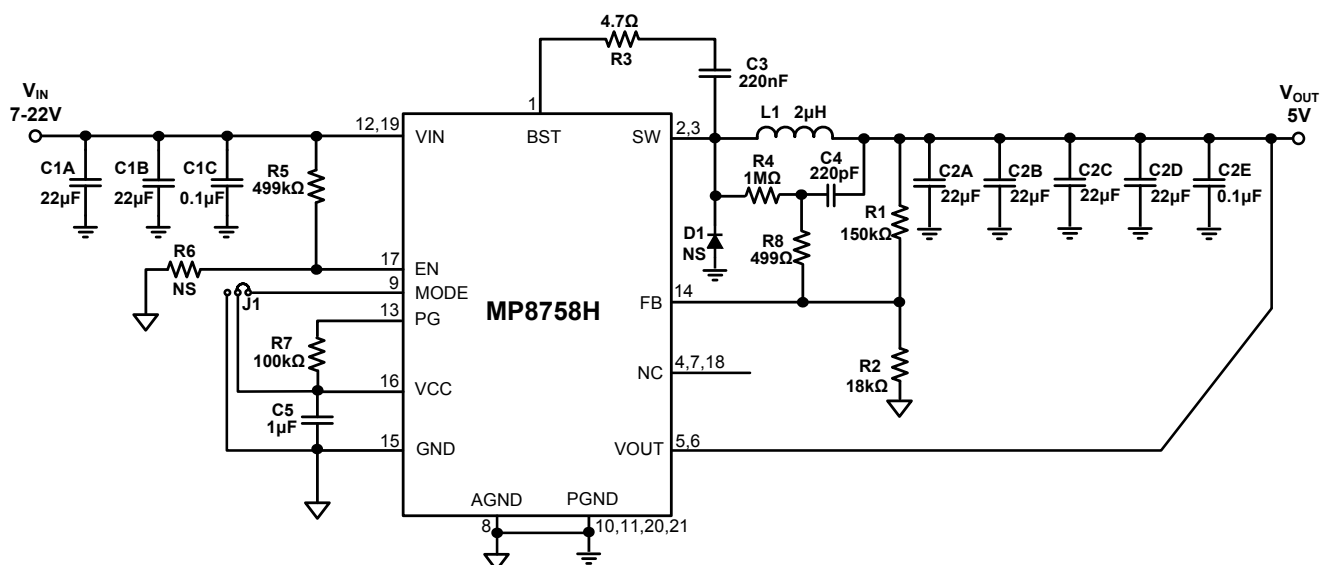 4.7Ω
R3
C3
220nF
VIN
7-22V
VOUT
5V
1
12,19
VIN
BST
SW
2,3
L1 2μH
C1A
22μF
C1B
22μF
C1C
0.1μF
R5
499kΩ
R4
1MΩ
C4
220pF
C2A
22μF
C2B
22μF
C2C
22μF
C2D
22μF
C2E
0.1μF
R1
150kΩ
D1
NS
R8
499Ω
R6
NS
17
EN
9
MODE
J1
13
PG
MP8758H
FB
14
R7
100kΩ
R2
18kΩ
NC
4,7,18
16
VCC
C5
1μF
15
GND
VOUT
5,6
AGND
PGND
8
10,11,20,21